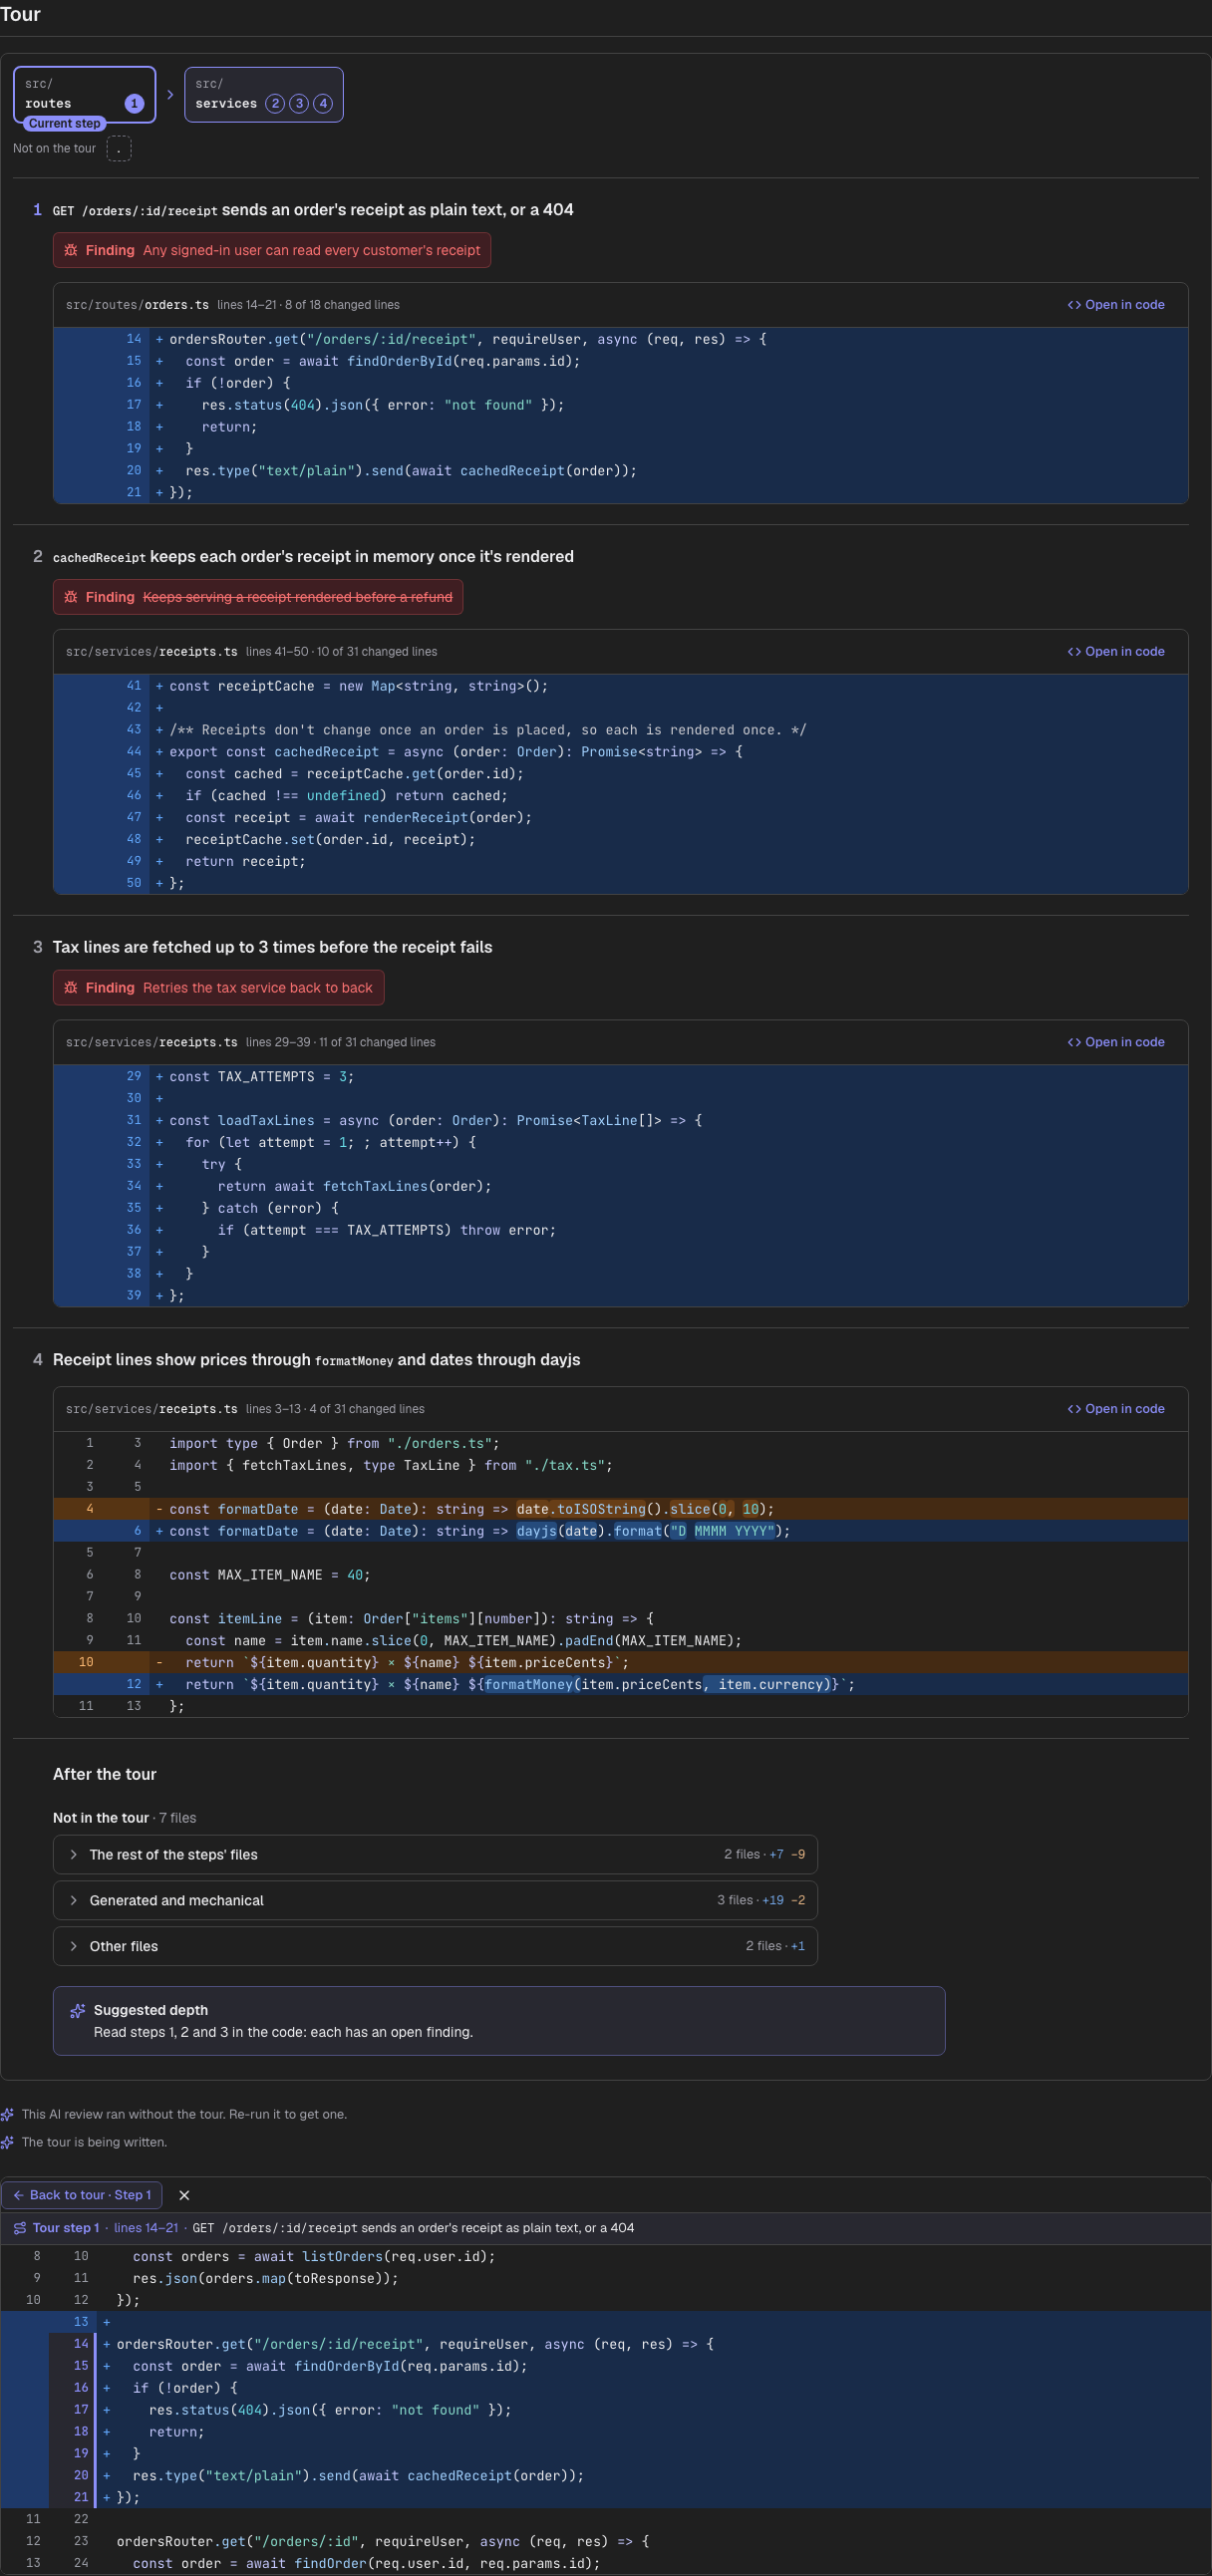 Tour
src/
routes 1
Current step
src/
services 2 3 4
Not on the tour .
1 GET /orders/:id/receipt sends an order's receipt as plain text, or a 404
Finding Any signed-in user can read every customer's receipt
src/routes/orders.ts lines 14–21 · 8 of 18 changed lines <> Open in code
14 + ordersRouter.get("/orders/:id/receipt", requireUser, async (req, res) => {
15 +   const order = await findOrderById(req.params.id);
16 +   if (!order) {
17 +     res.status(404).json({ error: "not found" });
18 +     return;
19 +   }
20 +   res.type("text/plain").send(await cachedReceipt(order));
21 + });
2 cachedReceipt keeps each order's receipt in memory once it's rendered
Finding Keeps serving a receipt rendered before a refund
src/services/receipts.ts lines 41–50 · 10 of 31 changed lines <> Open in code
41 + const receiptCache = new Map<string, string>();
42 +
43 + /** Receipts don't change once an order is placed, so each is rendered once. */
44 + export const cachedReceipt = async (order: Order): Promise<string> => {
45 +   const cached = receiptCache.get(order.id);
46 +   if (cached !== undefined) return cached;
47 +   const receipt = await renderReceipt(order);
48 +   receiptCache.set(order.id, receipt);
49 +   return receipt;
50 + };
3 Tax lines are fetched up to 3 times before the receipt fails
Finding Retries the tax service back to back
src/services/receipts.ts lines 29–39 · 11 of 31 changed lines <> Open in code
29 + const TAX_ATTEMPTS = 3;
30 +
31 + const loadTaxLines = async (order: Order): Promise<TaxLine[]> => {
32 +   for (let attempt = 1; ; attempt++) {
33 +     try {
34 +       return await fetchTaxLines(order);
35 +     } catch (error) {
36 +       if (attempt === TAX_ATTEMPTS) throw error;
37 +     }
38 +   }
39 + };
4 Receipt lines show prices through formatMoney and dates through dayjs
src/services/receipts.ts lines 3–13 · 4 of 31 changed lines <> Open in code
1 3 import type { Order } from "./orders.ts";
2 4 import { fetchTaxLines, type TaxLine } from "./tax.ts";
3 5
4 - const formatDate = (date: Date): string => date.toISOString().slice(0, 10);
6 + const formatDate = (date: Date): string => dayjs(date).format("D MMMM YYYY");
5 7
6 8 const MAX_ITEM_NAME = 40;
7 9
8 10 const itemLine = (item: Order["items"][number]): string => {
9 11   const name = item.name.slice(0, MAX_ITEM_NAME).padEnd(MAX_ITEM_NAME);
10 -   return `${item.quantity} × ${name} ${item.priceCents}`;
12 +   return `${item.quantity} × ${name} ${formatMoney(item.priceCents, item.currency)}`;
11 13 };
After the tour
Not in the tour · 7 files
The rest of the steps' files 2 files · +7 −9
Generated and mechanical 3 files · +19 −2
Other files 2 files · +1
Suggested depth
Read steps 1, 2 and 3 in the code: each has an open finding.
This AI review ran without the tour. Re-run it to get one.
The tour is being written.
← Back to tour · Step 1 ×
Tour step 1 · lines 14–21 · GET /orders/:id/receipt sends an order's receipt as plain text, or a 404
8 10   const orders = await listOrders(req.user.id);
9 11   res.json(orders.map(toResponse));
10 12 });
13 +
14 + ordersRouter.get("/orders/:id/receipt", requireUser, async (req, res) => {
15 +   const order = await findOrderById(req.params.id);
16 +   if (!order) {
17 +     res.status(404).json({ error: "not found" });
18 +     return;
19 +   }
20 +   res.type("text/plain").send(await cachedReceipt(order));
21 + });
11 22
12 23 ordersRouter.get("/orders/:id", requireUser, async (req, res) => {
13 24   const order = await findOrder(req.user.id, req.params.id);